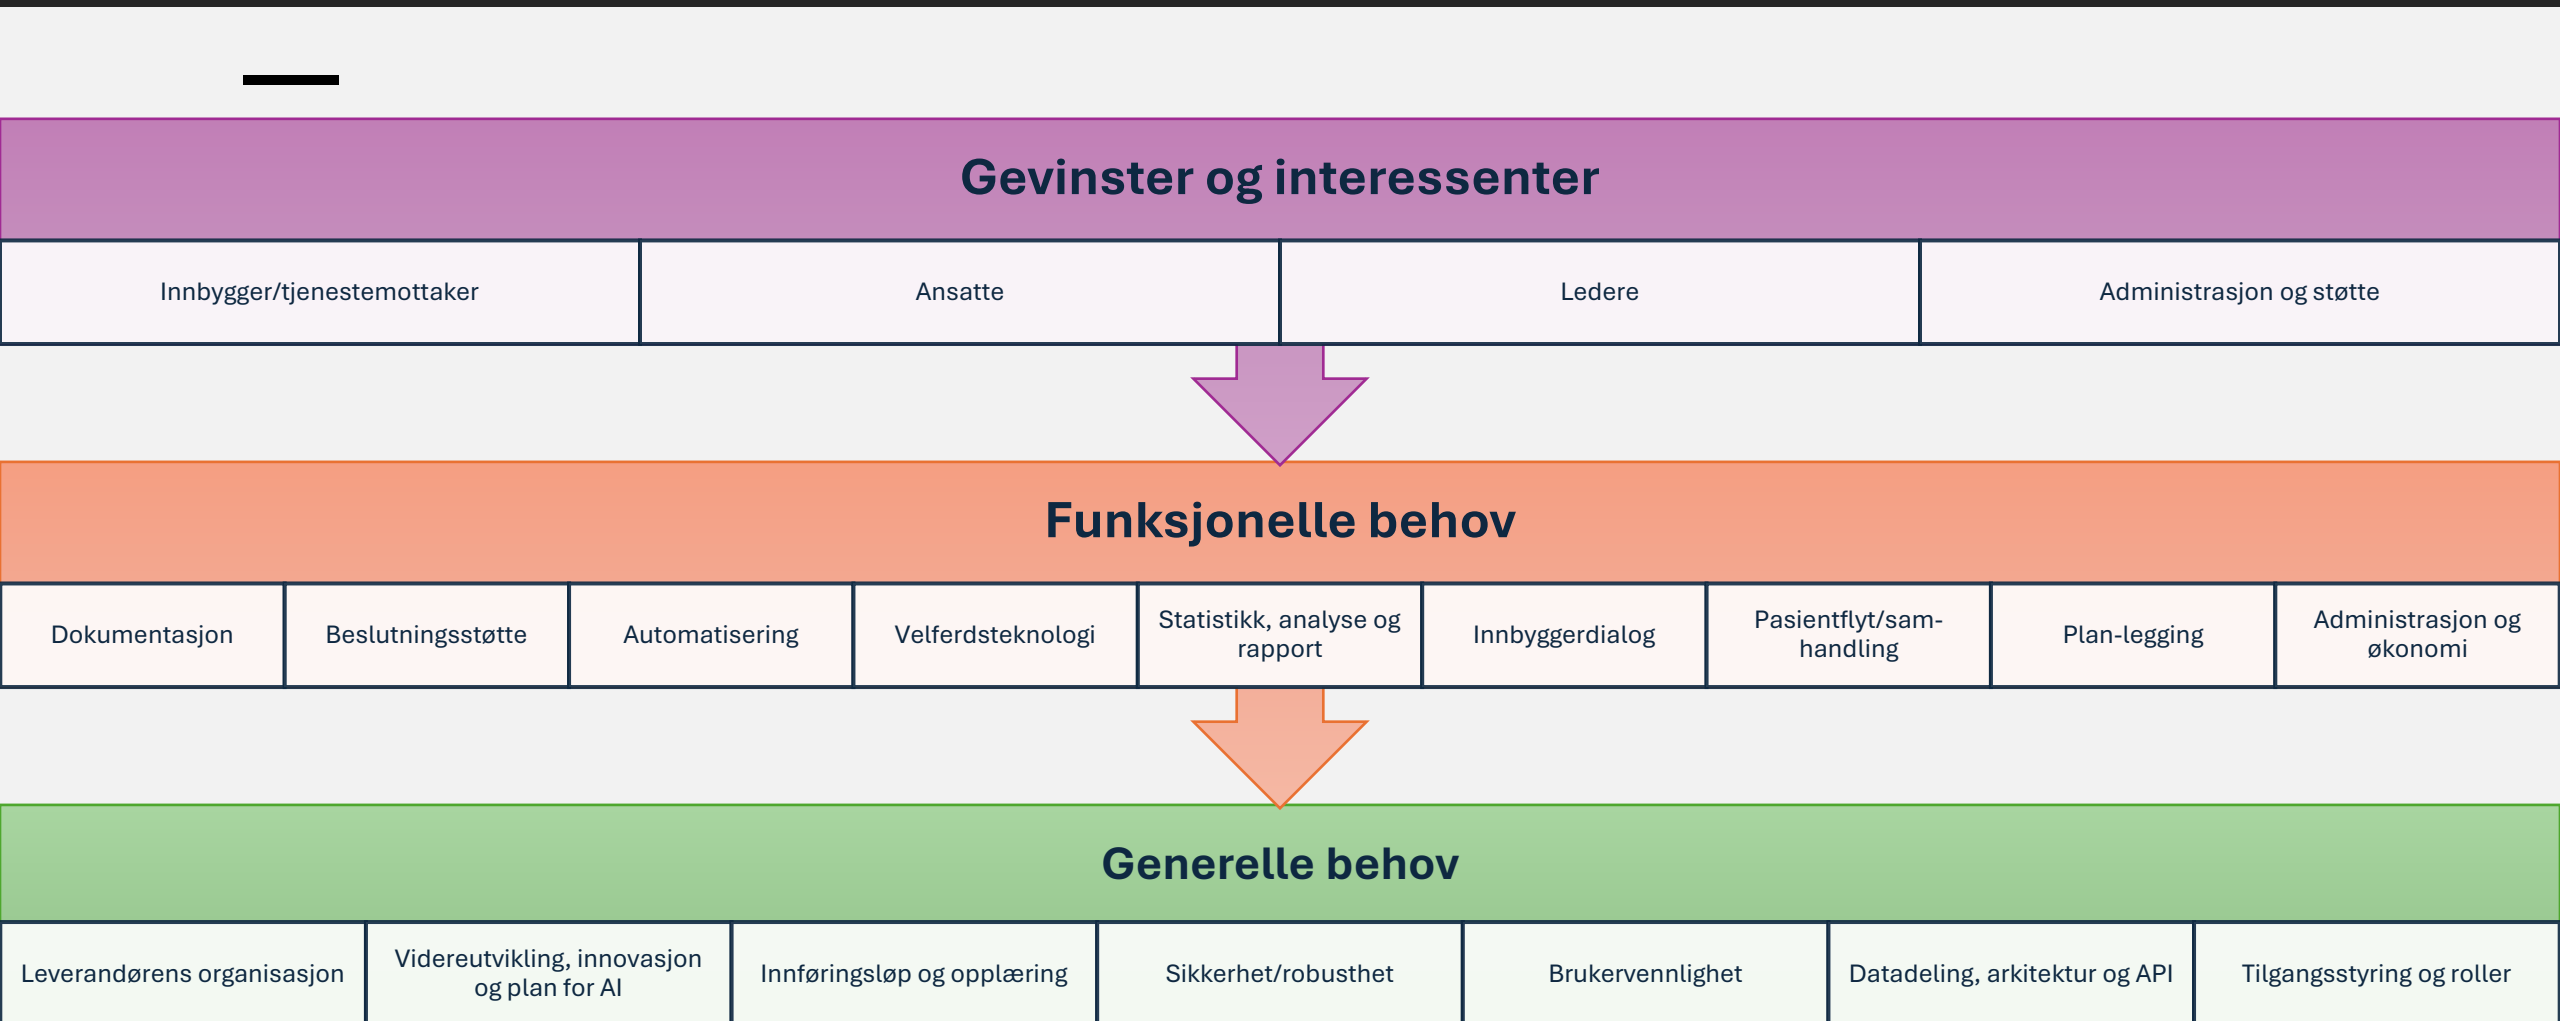 Gevinster og interessenter
Innbygger/tjenestemottaker
Ansatte
Ledere
Administrasjon og støtte
Funksjonelle behov
Dokumentasjon
Beslutningsstøtte
Automatisering
Velferdsteknologi
Statistikk, analyse og
rapport
Innbyggerdialog
Pasientflyt/sam-
handling
Plan-legging
Administrasjon og
økonomi
Generelle behov
Leverandørens organisasjon
Videreutvikling, innovasjon
og plan for AI
Innføringsløp og opplæring
Sikkerhet/robusthet
Brukervennlighet
Datadeling, arkitektur og API
Tilgangsstyring og roller